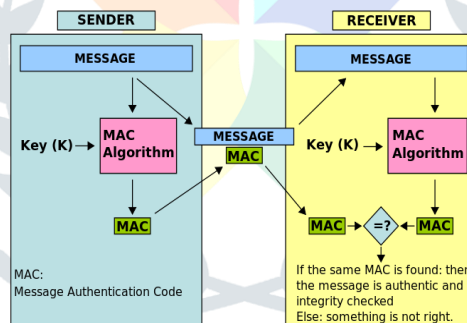 SENDER
RECEIVER
MESSAGE
MESSAGE
Key (K)
MAC
Algorithm
MESSAGE
MAC
Key (K)
MAC
Algorithm
MAC
MAC
=?
MAC
MAC:
Message Authentication Code
If the same MAC is found: then
the message is authentic and
integrity checked
Else: something is not right.